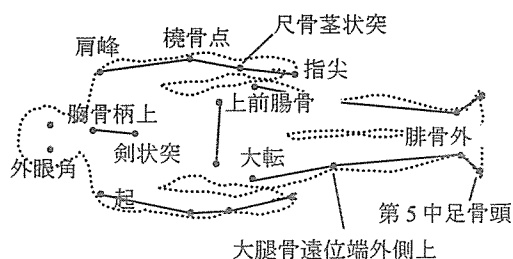 尺骨茎状突
橈骨点
肩峰
指尖
胸骨柄上
上前腸骨
剣状突
腓骨外
外眼角
大転
起
第5中足骨頭
大腿骨遠位端外側上